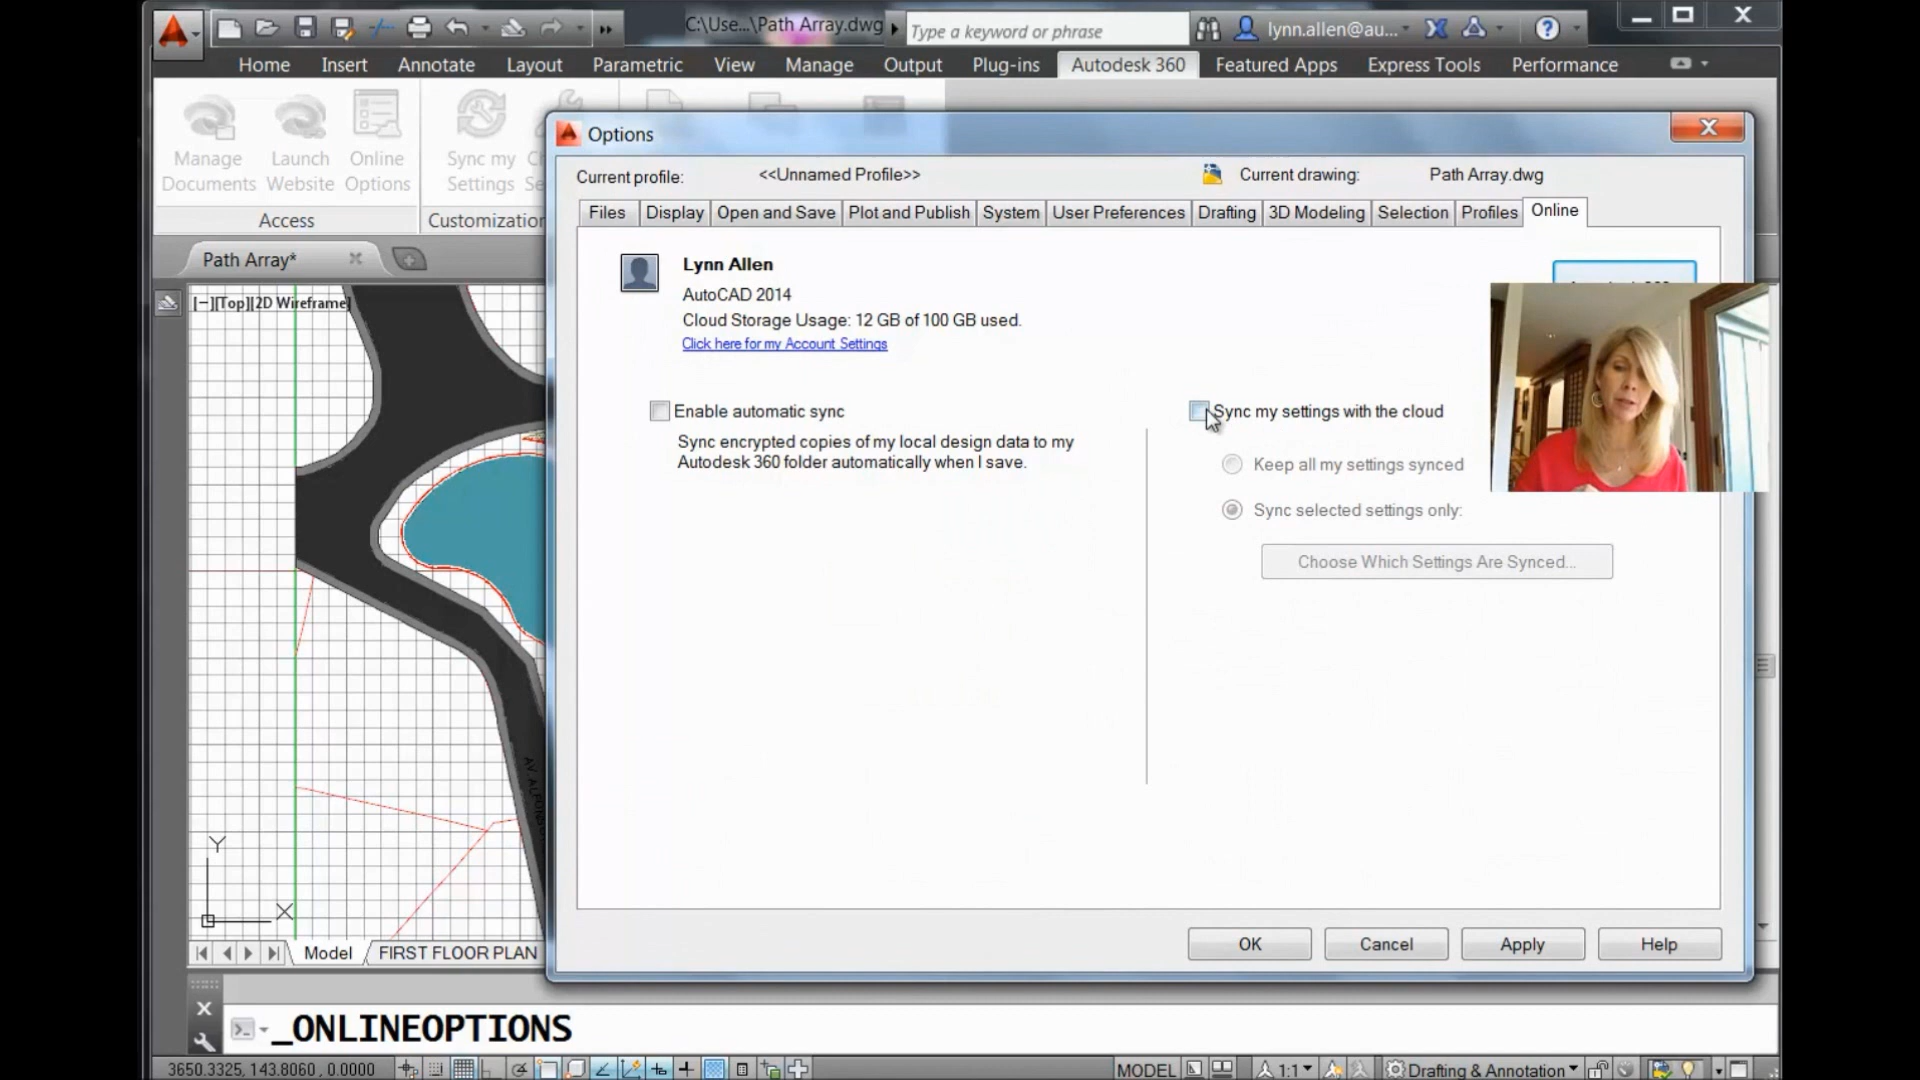 C:\Use...\Path Array.dwg
Type a keyword or phrase
lynn.allen@au...
Home Insert Annotate Layout Parametric View Manage Output Plug-ins Autodesk 360 Featured Apps Express Tools Performance
Manage Documents
Launch Website
Online Options
Sync my Settings
Access
Customizatio
Options
Current profile: <<Unnamed Profile>> Current drawing: Path Array.dwg
Files Display Open and Save Plot and Publish System User Preferences Drafting 3D Modeling Selection Profiles Online
Path Array*
[−][Top][2D Wireframe]
Lynn Allen
AutoCAD 2014
Cloud Storage Usage: 12 GB of 100 GB used.
Click here for my Account Settings
Enable automatic sync
Sync encrypted copies of my local design data to my
Autodesk 360 folder automatically when I save.
Sync my settings with the cloud
Keep all my settings synced
Sync selected settings only:
Choose Which Settings Are Synced...
Y
X
OK Cancel Apply Help
Model FIRST FLOOR PLAN
_ONLINEOPTIONS
3650.3325, 143.8060, 0.0000
MODEL
1:1
Drafting & Annotation